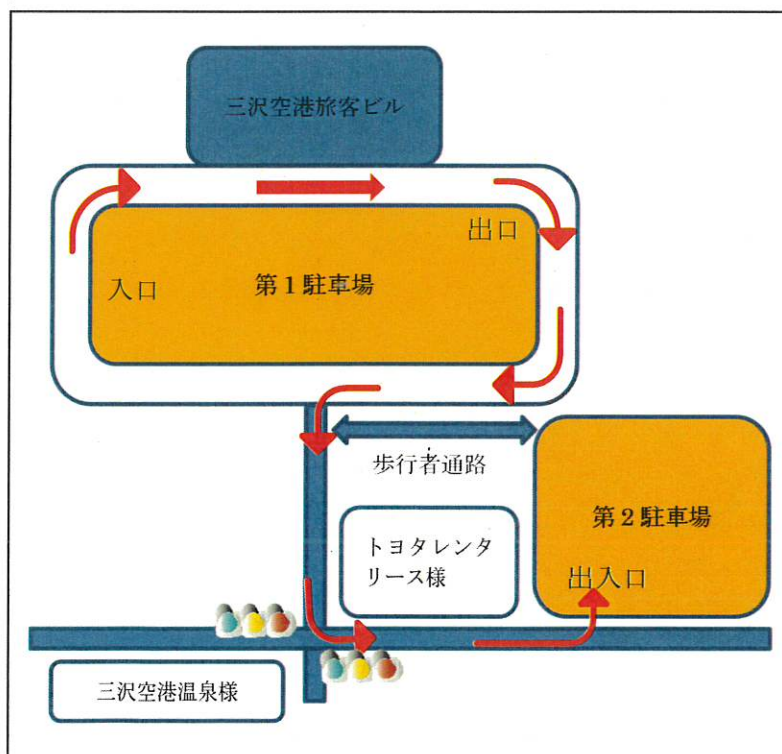 三沢空港旅客ビル
出口
入口
第１駐車場
歩行者通路
第２駐車場
トヨタレンタ
リース様
出入口
三沢空港温泉様